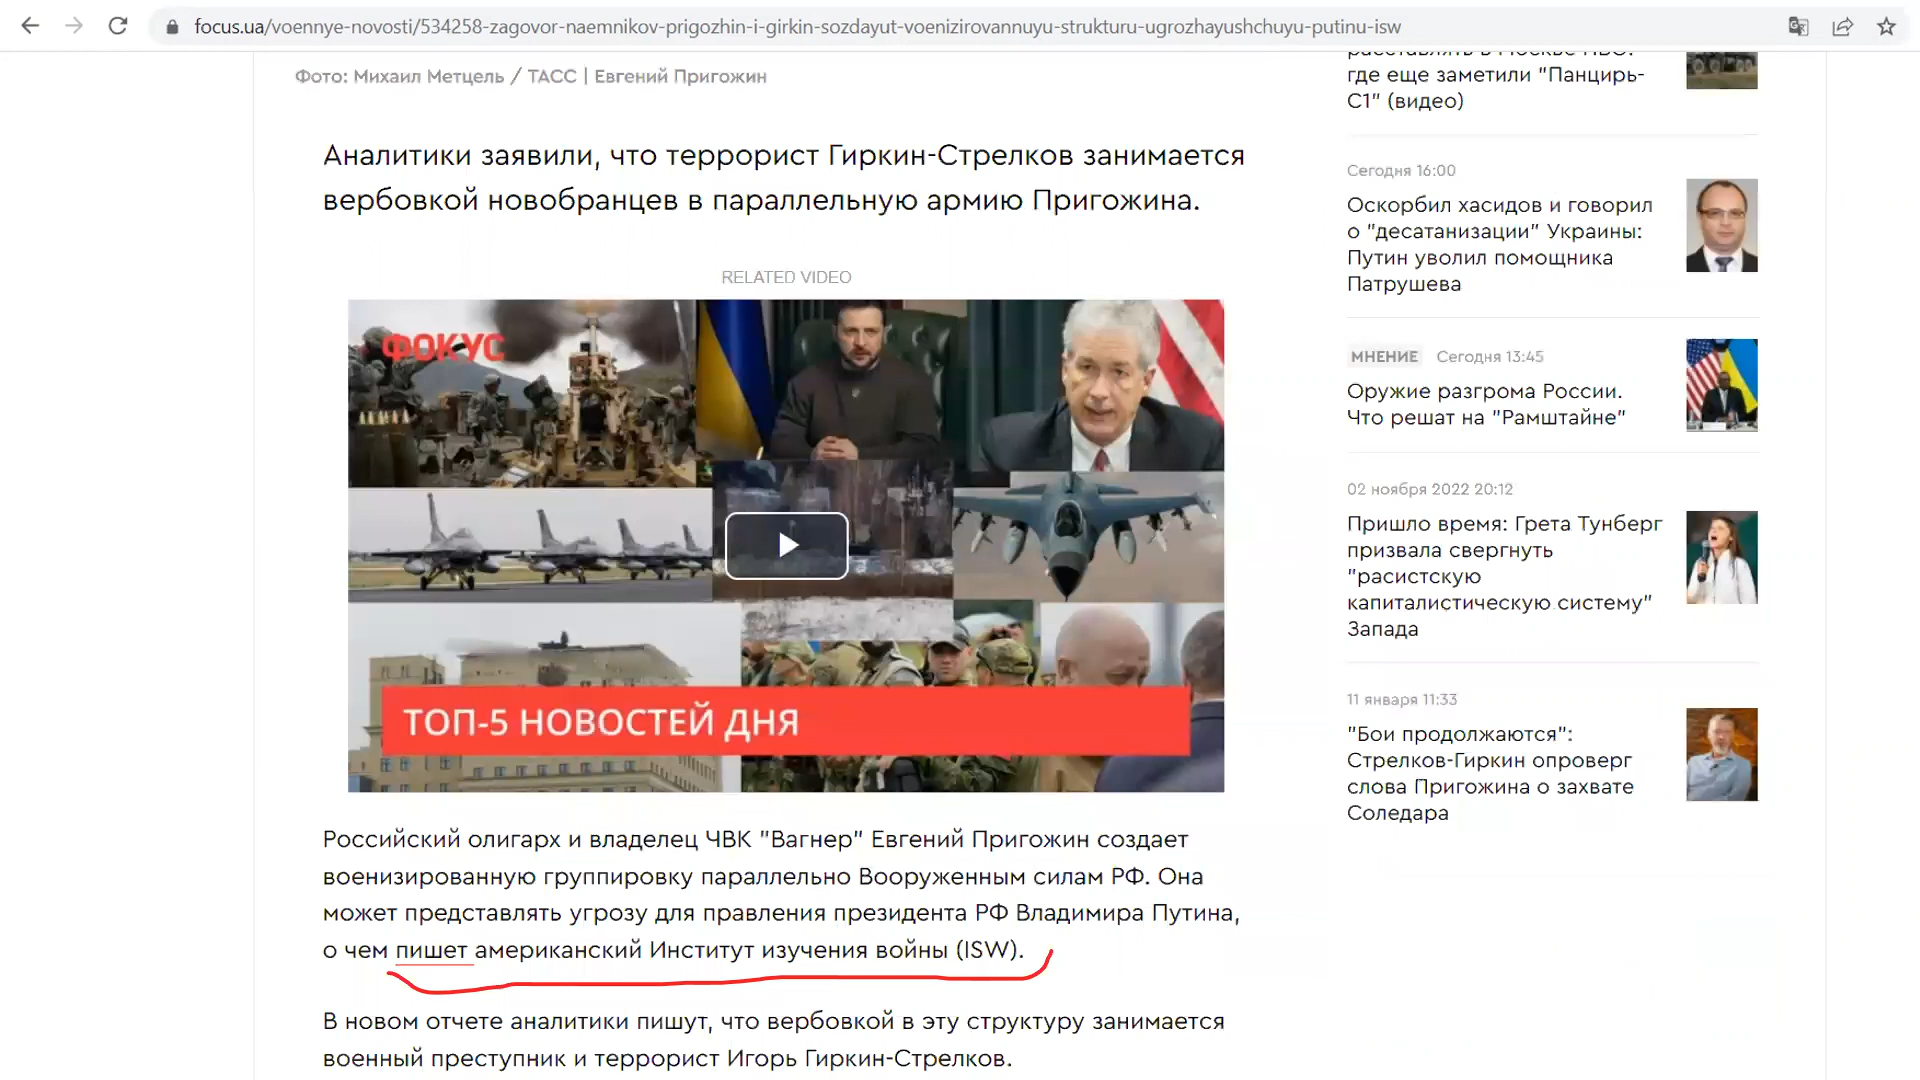 focus.ua/voennye-novosti/534258-zagovor-naemnikov-prigozhin-i-girkin-sozdayut-voenizirovannuyu-strukturu-ugrozhayushchuyu-putinu-isw
Фото: Михаил Метцель / ТАСС | Евгений Пригожин
Аналитики заявили, что террорист Гиркин-Стрелков занимается
вербовкой новобранцев в параллельную армию Пригожина.
RELATED VIDEO
ФОКУС
ТОП-5 НОВОСТЕЙ ДНЯ
Российский олигарх и владелец ЧВК "Вагнер" Евгений Пригожин создает
военизированную группировку параллельно Вооруженным силам РФ. Она
может представлять угрозу для правления президента РФ Владимира Путина,
о чем пишет американский Институт изучения войны (ISW).
В новом отчете аналитики пишут, что вербовкой в эту структуру занимается
военный преступник и террорист Игорь Гиркин-Стрелков.
расставлять в Москве ПВО:
где еще заметили "Панцирь-
С1" (видео)
Сегодня 16:00
Оскорбил хасидов и говорил
о "десатанизации" Украины:
Путин уволил помощника
Патрушева
МНЕНИЕ Сегодня 13:45
Оружие разгрома России.
Что решат на "Рамштайне"
02 ноября 2022 20:12
Пришло время: Грета Тунберг
призвала свергнуть
"расистскую
капиталистическую систему"
Запада
11 января 11:33
"Бои продолжаются":
Стрелков-Гиркин опроверг
слова Пригожина о захвате
Соледара